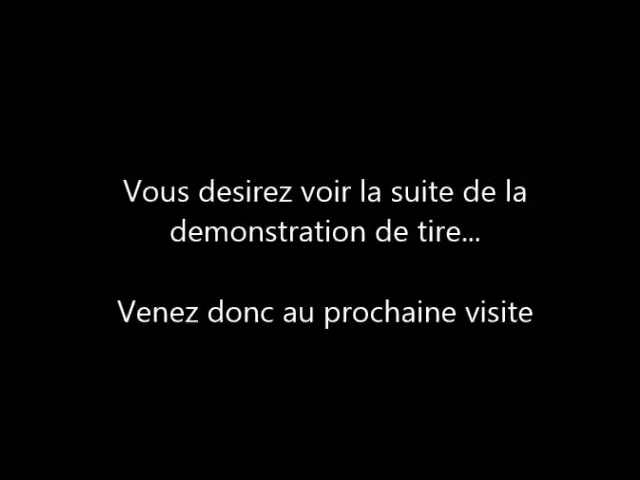 Vous desirez voir la suite de la
demonstration de tire...
Venez donc au prochaine visite